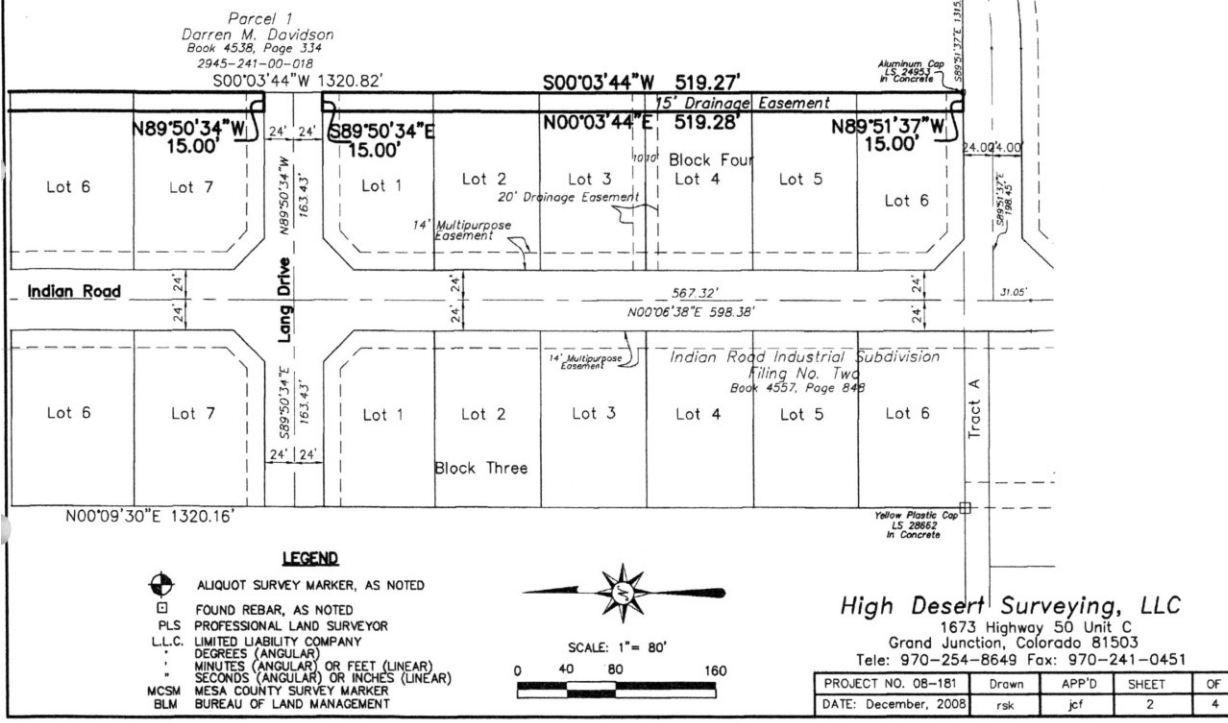 Parcel 1
Darren M. Davidson
Book 4538, Page 334
2945-241-00-018
S00°03'44"W 1320.82'
S00°03'44"W 519.27'
Aluminum Cap
LS 24953
In Concrete
S89°51'37"E 1315.
15' Drainage Easement
N89°50'34"W
15.00'
24' 24'
S89°50'34"E
15.00'
N00°03'44"E 519.28'
N89°51'37"W
15.00'
24.00'
24.00'
10' 10'
Block Four
Lot 6
Lot 7
N89°50'34"W
163.43'
Lot 1
Lot 2
Lot 3
Lot 4
Lot 5
Lot 6
S89°51'37"E
198.45'
20' Drainage Easement
14' Multipurpose
Easement
Indian Road
24'
24'
Lang Drive
24'
24'
567.32'
N00°06'38"E 598.38'
24'
24'
31.05'
14' Multipurpose
Easement
Indian Road Industrial Subdivision
Filing No. Two
Book 4557, Page 848
Lot 6
Lot 7
S89°50'34"E
163.43'
Lot 1
Lot 2
Lot 3
Lot 4
Lot 5
Lot 6
Tract A
24' 24'
Block Three
N00°09'30"E 1320.16'
Yellow Plastic Cap
LS 28662
In Concrete
LEGEND
ALIQUOT SURVEY MARKER, AS NOTED
FOUND REBAR, AS NOTED
PLS PROFESSIONAL LAND SURVEYOR
L.L.C. LIMITED LIABILITY COMPANY
° DEGREES (ANGULAR)
' MINUTES (ANGULAR) OR FEET (LINEAR)
" SECONDS (ANGULAR) OR INCHES (LINEAR)
MCSM MESA COUNTY SURVEY MARKER
BLM BUREAU OF LAND MANAGEMENT
N
SCALE: 1"= 80'
0 40 80 160
High Desert Surveying, LLC
1673 Highway 50 Unit C
Grand Junction, Colorado 81503
Tele: 970-254-8649 Fax: 970-241-0451
PROJECT NO. 08-181 Drawn APP'D SHEET OF
DATE: December, 2008 rsk jcf 2 4